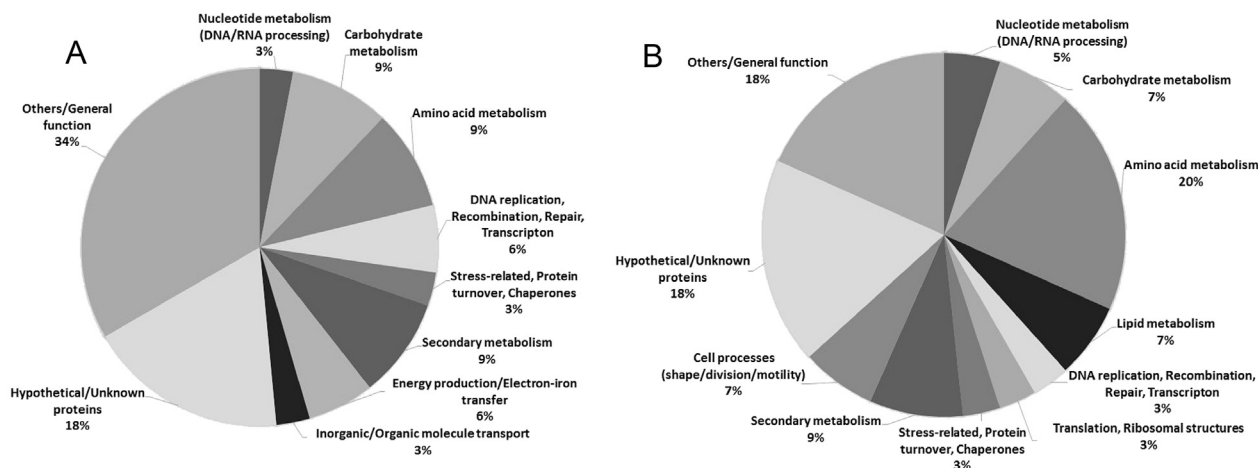 A
Nucleotide metabolism
(DNA/RNA processing)
3%
Carbohydrate
metabolism
9%
Amino acid metabolism
9%
DNA replication,
Recombination, Repair,
Transcripton
6%
Stress-related, Protein
turnover, Chaperones
3%
Secondary metabolism
9%
Energy production/Electron-iron
transfer
6%
Inorganic/Organic molecule transport
3%
Hypothetical/Unknown
proteins
18%
Others/General
function
34%
B
Nucleotide metabolism
(DNA/RNA processing)
5%
Carbohydrate metabolism
7%
Amino acid metabolism
20%
Lipid metabolism
7%
DNA replication, Recombination,
Repair, Transcripton
3%
Translation, Ribosomal structures
3%
Stress-related, Protein
turnover, Chaperones
3%
Secondary metabolism
9%
Cell processes
(shape/division/motility)
7%
Hypothetical/Unknown
proteins
18%
Others/General function
18%